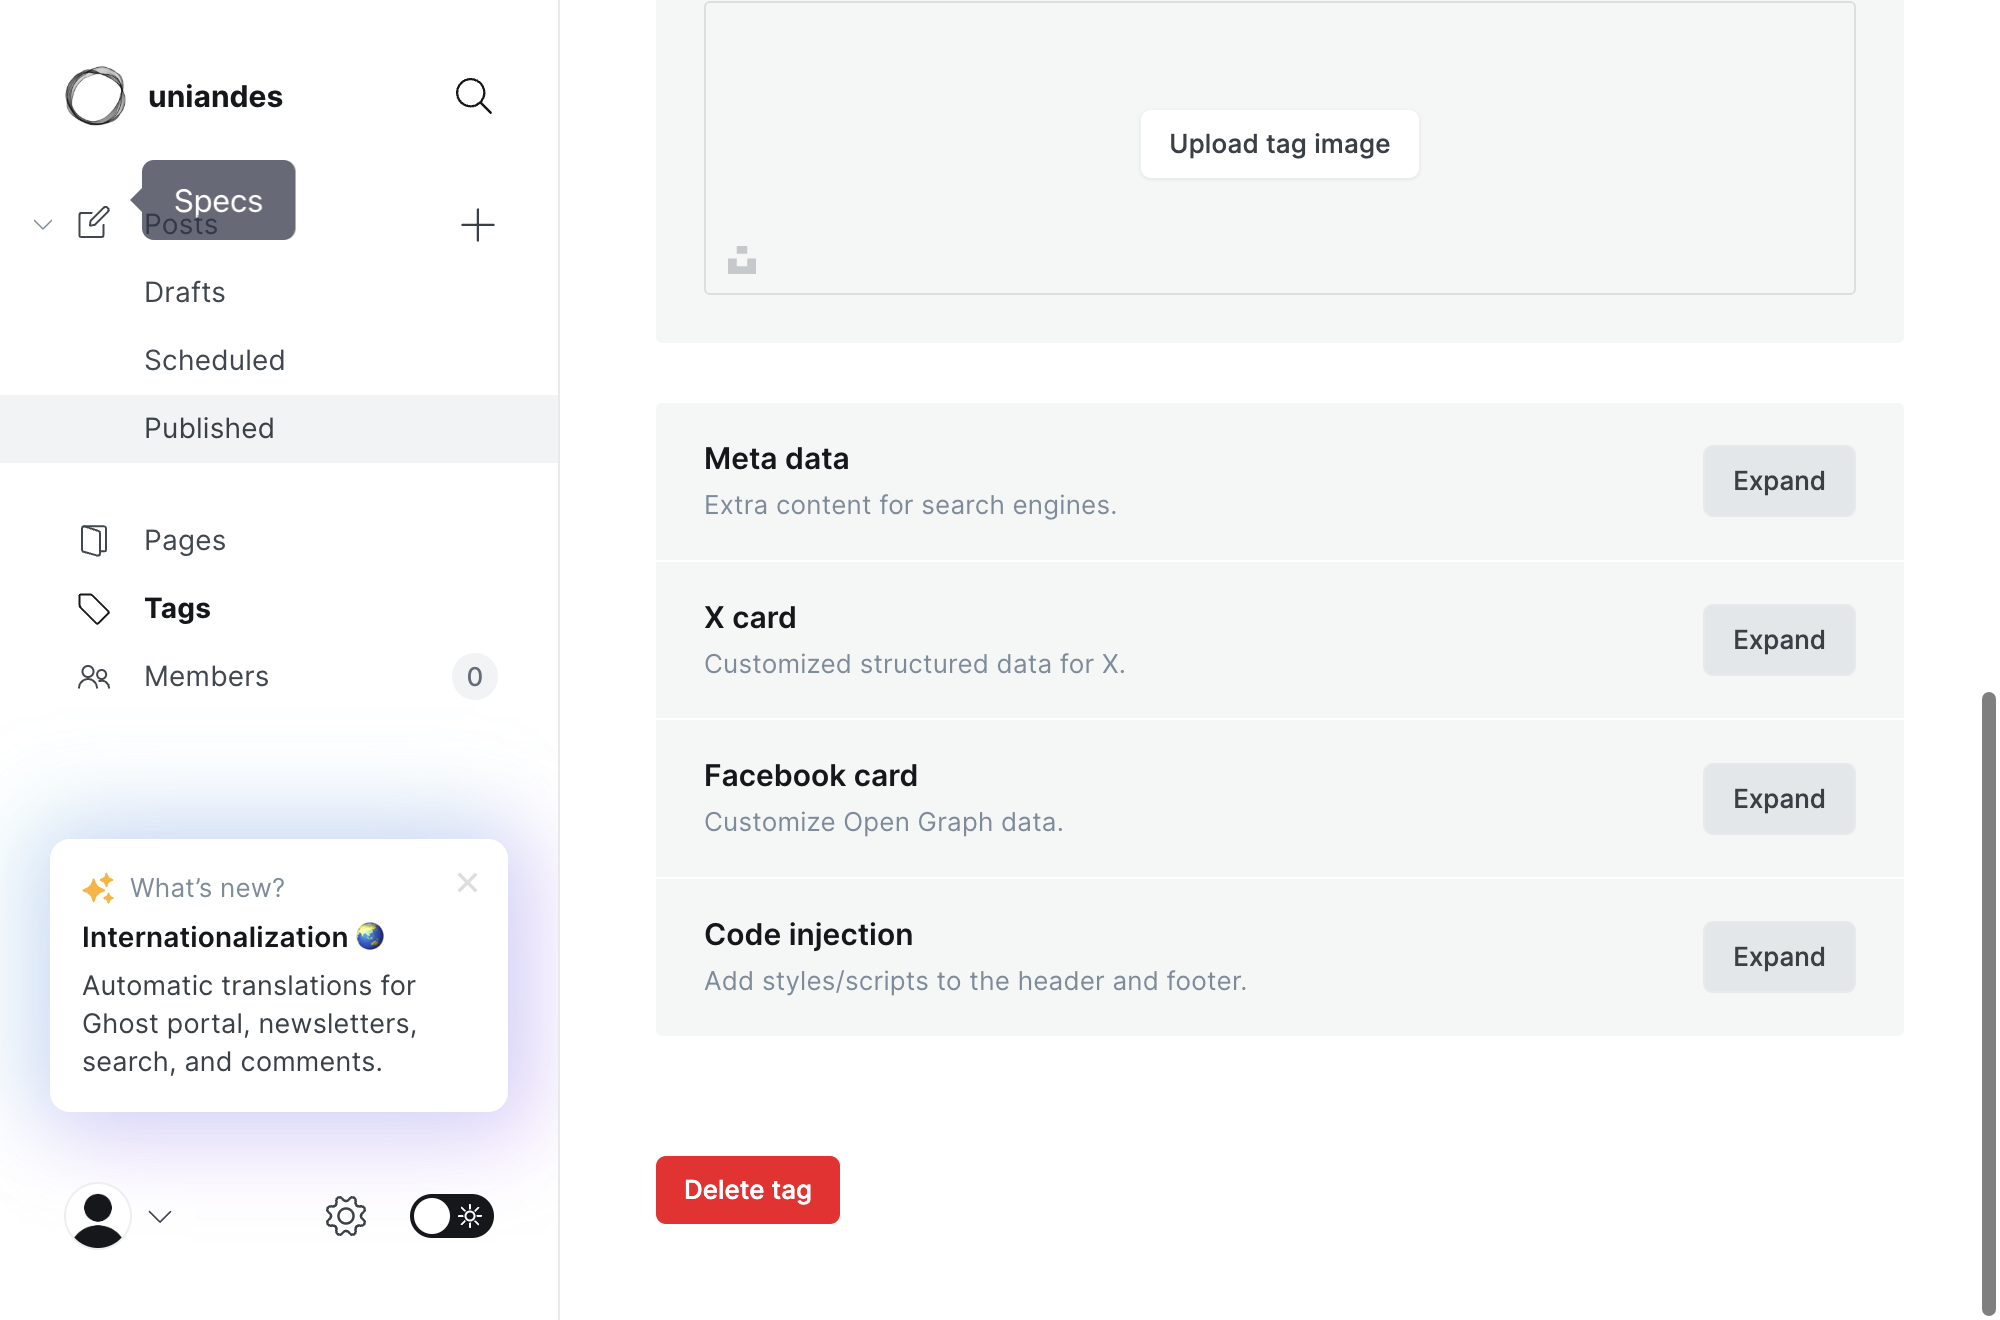 uniandes
Specs
Posts
Drafts
Scheduled
Published
Pages
Tags
Members
0
What's new?
Internationalization
Automatic translations for
Ghost portal, newsletters,
search, and comments.
Upload tag image
Meta data
Extra content for search engines.
Expand
X card
Customized structured data for X.
Expand
Facebook card
Customize Open Graph data.
Expand
Code injection
Add styles/scripts to the header and footer.
Expand
Delete tag